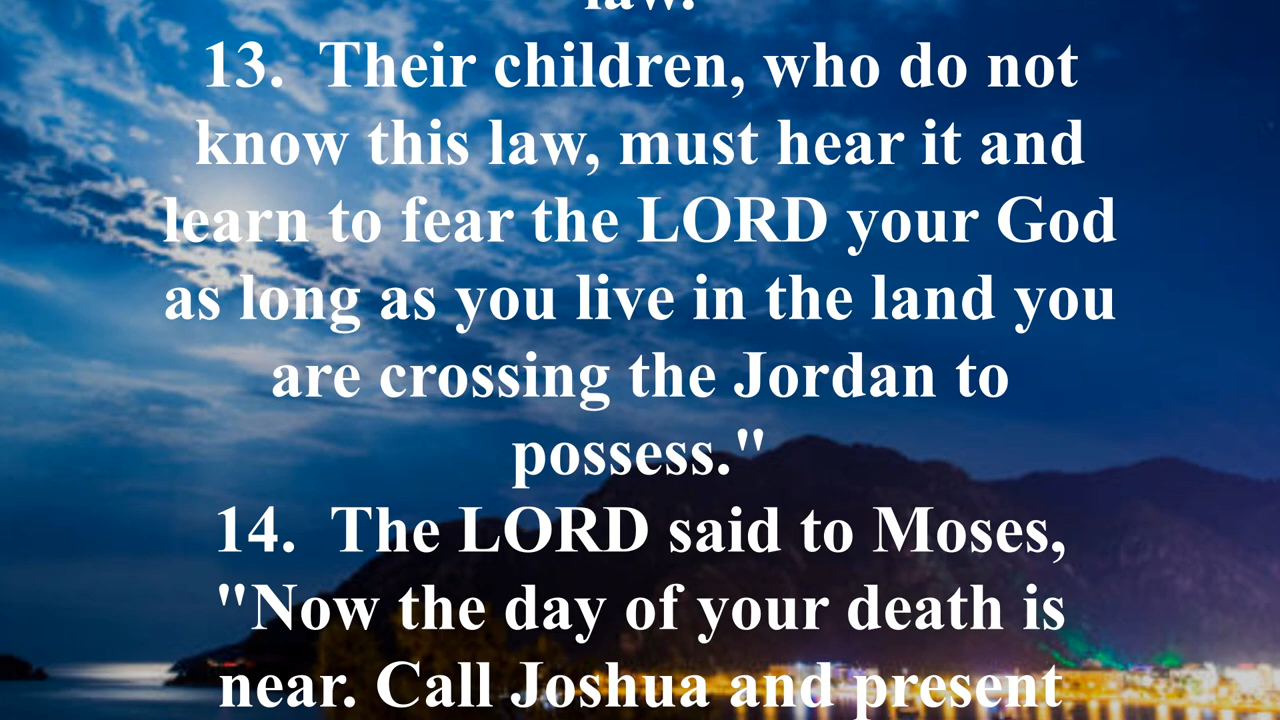 law.
13. Their children, who do not
know this law, must hear it and
learn to fear the LORD your God
as long as you live in the land you
are crossing the Jordan to
possess."
14. The LORD said to Moses,
"Now the day of your death is
near. Call Joshua and present